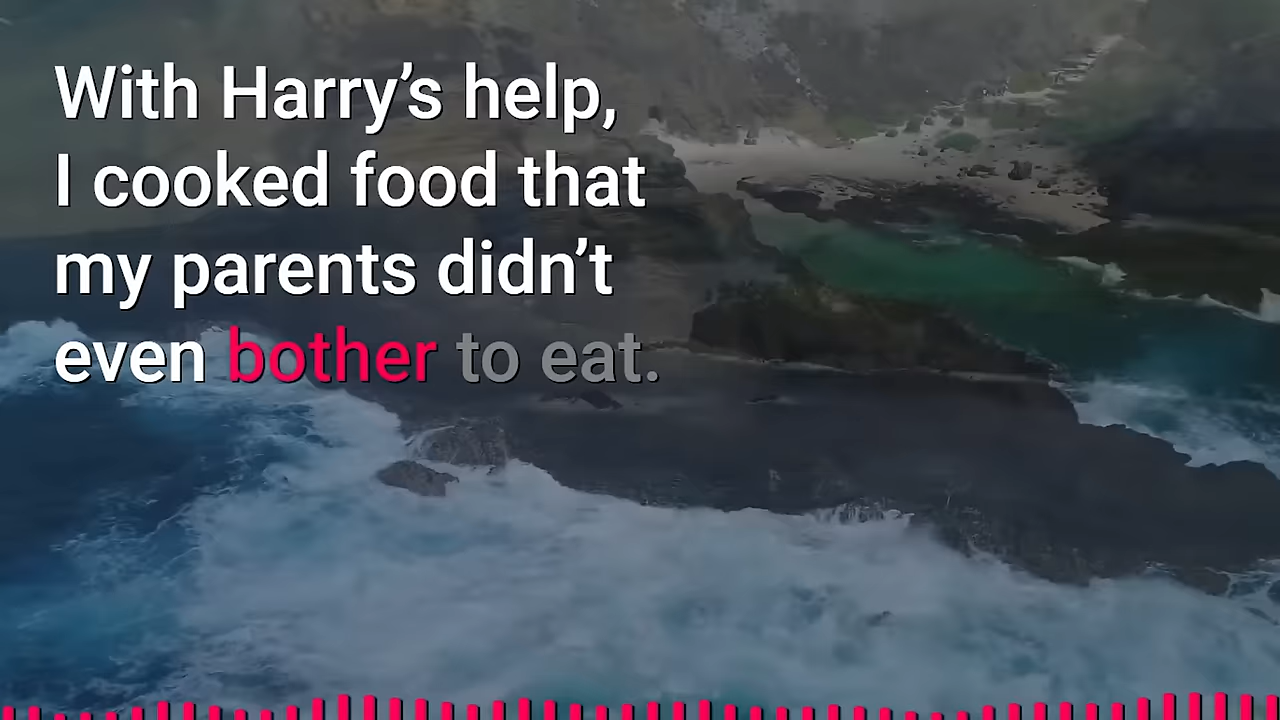 With Harry’s help,
I cooked food that
my parents didn’t
even bother to eat.